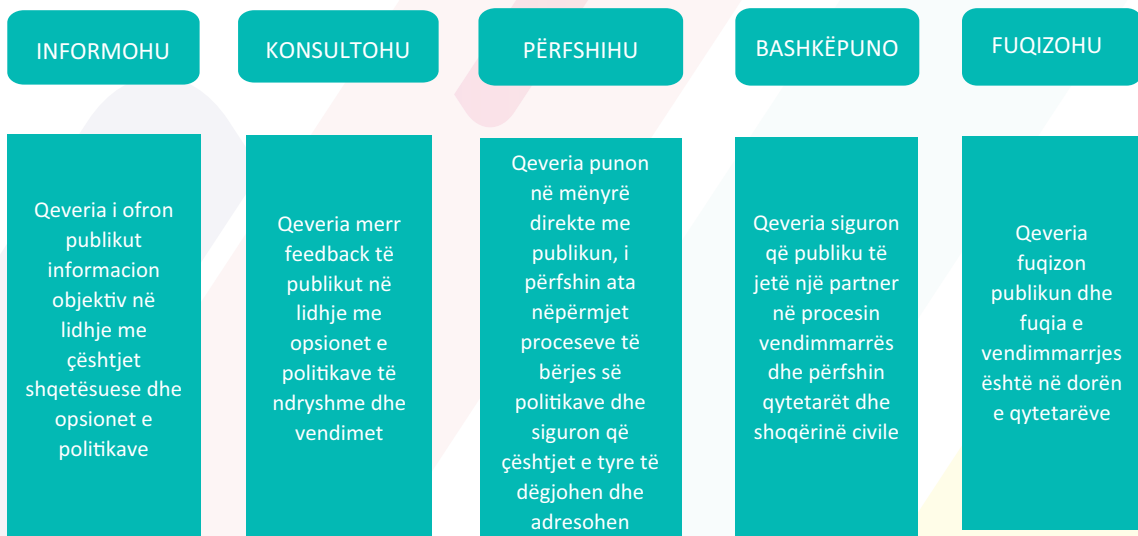 INFORMOHU
KONSULTOHU
PËRFSHIHU
BASHKËPUNO
FUQIZOHU
Qeveria i ofron
publikut
informacion
objektiv në
lidhje me
çështjet
shqetësuese dhe
opsionet e
politikave
Qeveria merr
feedback të
publikut në
lidhje me
opsionet e
politikave të
ndryshme dhe
vendimet
Qeveria punon
në mënyrë
direkte me
publikun, i
përfshin ata
nëpërmjet
proceseve të
bërjes së
politikave dhe
siguron që
çështjet e tyre të
dëgjohen dhe
adresohen
Qeveria siguron
që publiku të
jetë një partner
në procesin
vendimmarrës
dhe përfshin
qytetarët dhe
shoqërinë civile
Qeveria
fuqizon
publikun dhe
fuqia e
vendimmarrjes
është në dorën
e qytetarëve